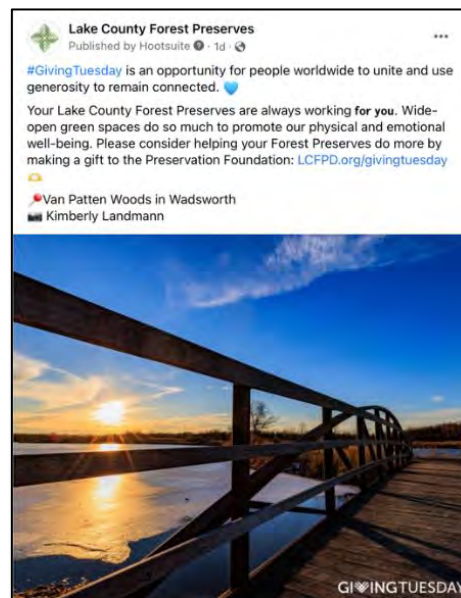 Lake County Forest Preserves
Published by Hootsuite · 1d ·
#GivingTuesday is an opportunity for people worldwide to unite and use
generosity to remain connected. 💙
Your Lake County Forest Preserves are always working for you. Wide-
open green spaces do so much to promote our physical and emotional
well-being. Please consider helping your Forest Preserves do more by
making a gift to the Preservation Foundation: LCFPD.org/givingtuesday
🫶
📍Van Patten Woods in Wadsworth
📷 Kimberly Landmann
GIVINGTUESDAY